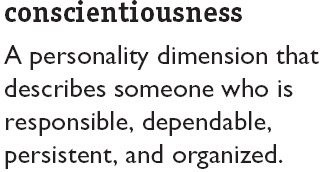 conscientiousness
A personality dimension that
describes someone who is
responsible, dependable,
persistent, and organized.